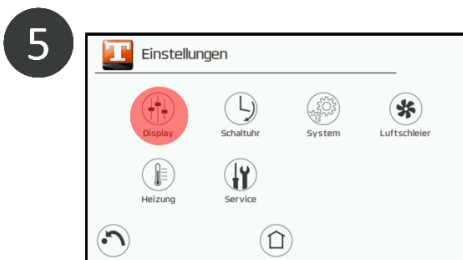 5
T Einstellungen
Display Schaltuhr System Luftschleier
Heizung Service